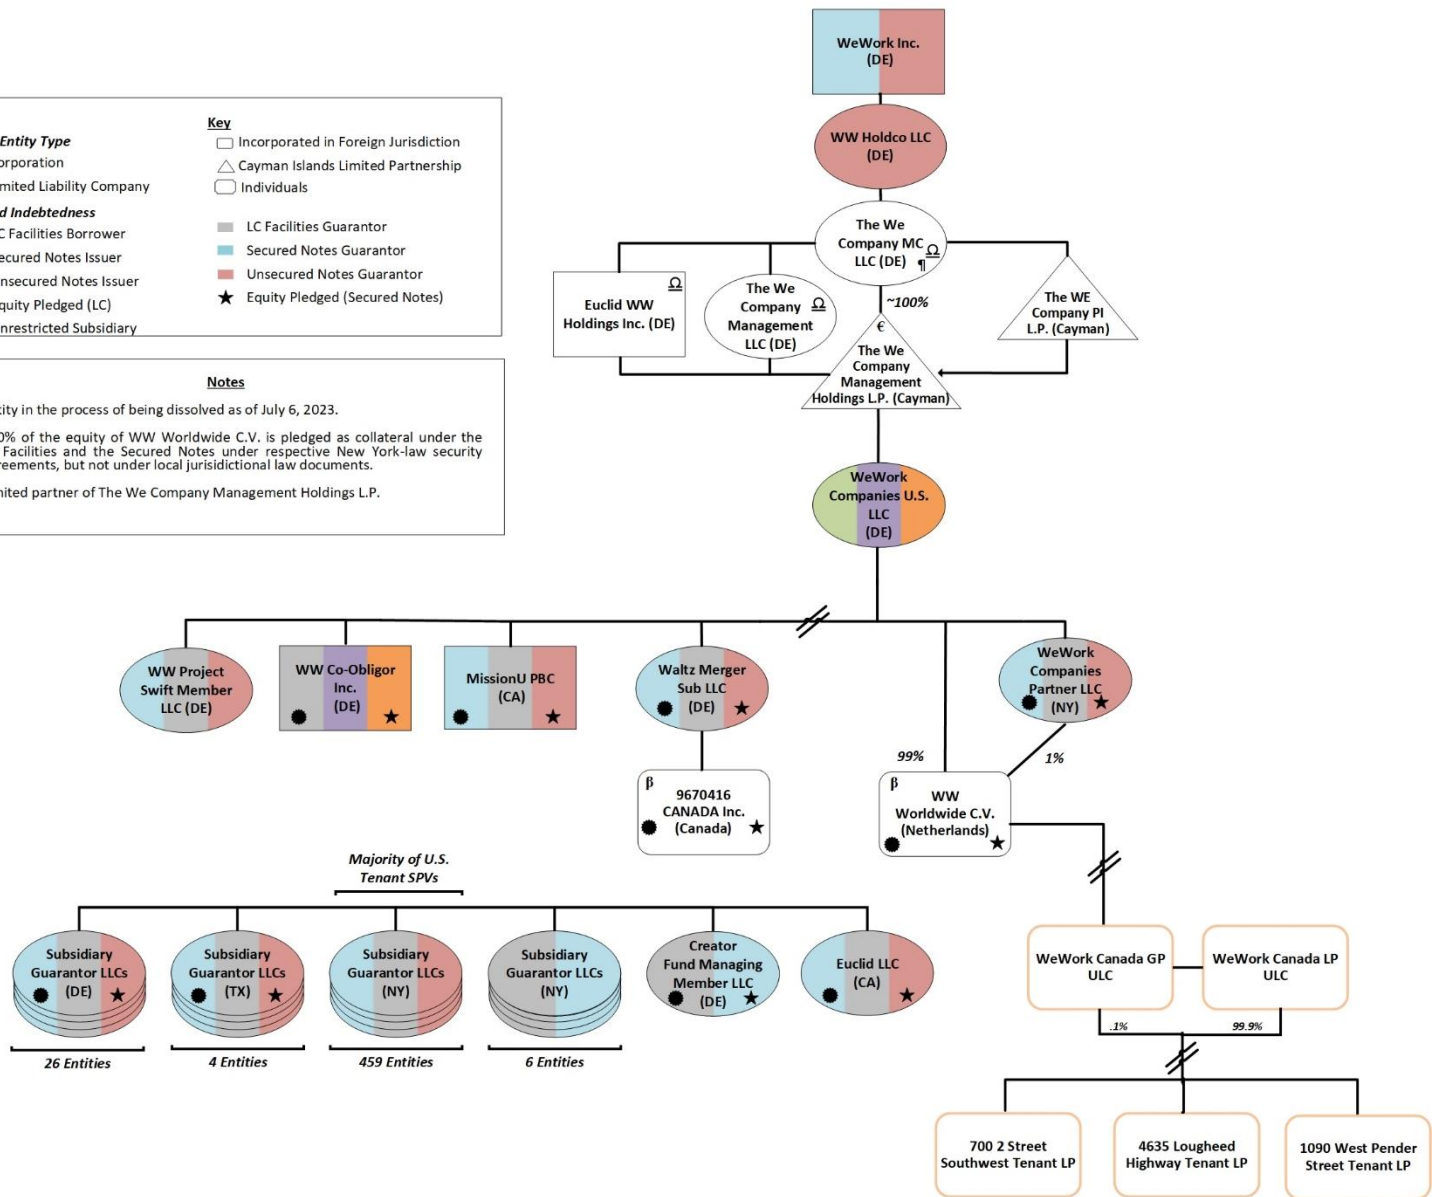 WeWork Inc.
(DE)
WW Holdco LLC
(DE)
The We
Company MC
LLC (DE)
Ω
¶
Euclid WW
Holdings Inc. (DE)
Ω
The We
Company
Management
LLC (DE)
Ω
~100%
€
The We
Company
Management
Holdings L.P. (Cayman)
The WE
Company PI
L.P. (Cayman)
Entity Type
orporation
mited Liability Company
d Indebtedness
C Facilities Borrower
ecured Notes Issuer
nsecured Notes Issuer
quity Pledged (LC)
nrestricted Subsidiary
Key
Incorporated in Foreign Jurisdiction
Cayman Islands Limited Partnership
Individuals
LC Facilities Guarantor
Secured Notes Guarantor
Unsecured Notes Guarantor
Equity Pledged (Secured Notes)
Notes
tity in the process of being dissolved as of July 6, 2023.
0% of the equity of WW Worldwide C.V. is pledged as collateral under the
Facilities and the Secured Notes under respective New York-law security
reements, but not under local jurisidictional law documents.
mited partner of The We Company Management Holdings L.P.
WeWork
Companies U.S.
LLC
(DE)
WW Project
Swift Member
LLC (DE)
WW Co-Obligor
Inc.
(DE)
MissionU PBC
(CA)
Waltz Merger
Sub LLC
(DE)
WeWork
Companies
Partner LLC
(NY)
99%
1%
β
9670416
CANADA Inc.
(Canada)
β
WW
Worldwide C.V.
(Netherlands)
Majority of U.S.
Tenant SPVs
Subsidiary
Guarantor LLCs
(DE)
26 Entities
Subsidiary
Guarantor LLCs
(TX)
4 Entities
Subsidiary
Guarantor LLCs
(NY)
459 Entities
Subsidiary
Guarantor LLCs
(NY)
6 Entities
Creator
Fund Managing
Member LLC
(DE)
Euclid LLC
(CA)
WeWork Canada GP
ULC
WeWork Canada LP
ULC
.1%
99.9%
700 2 Street
Southwest Tenant LP
4635 Lougheed
Highway Tenant LP
1090 West Pender
Street Tenant LP